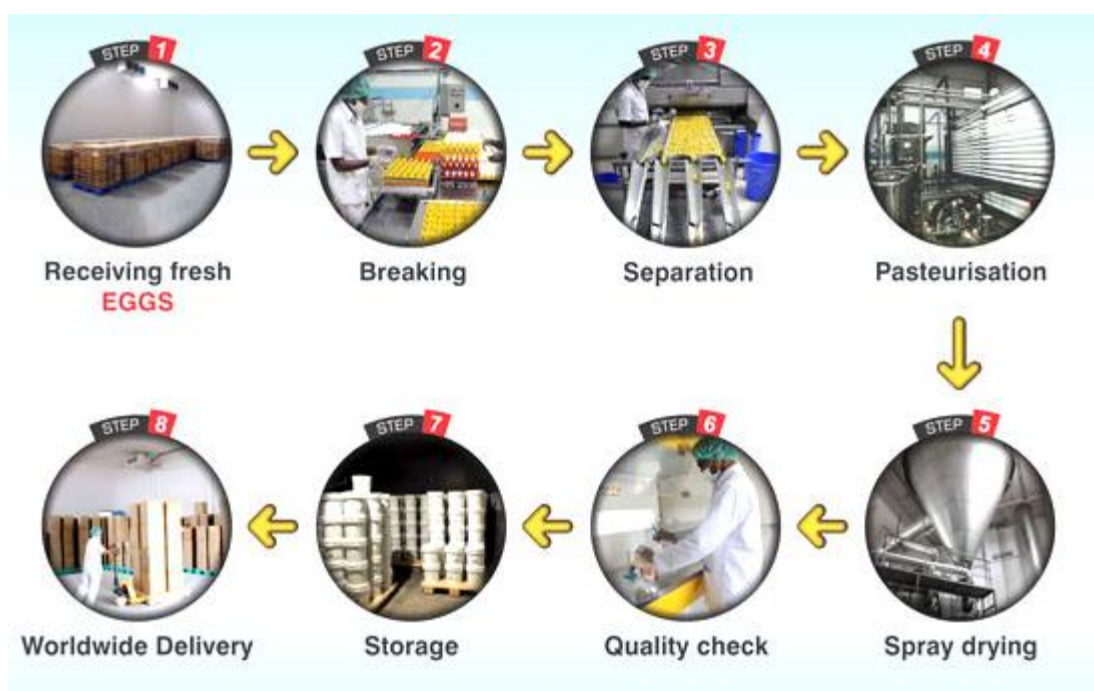 STEP 1
Receiving fresh
EGGS
STEP 2
Breaking
STEP 3
Separation
STEP 4
Pasteurisation
STEP 5
Spray drying
STEP 6
Quality check
STEP 7
Storage
STEP 8
Worldwide Delivery